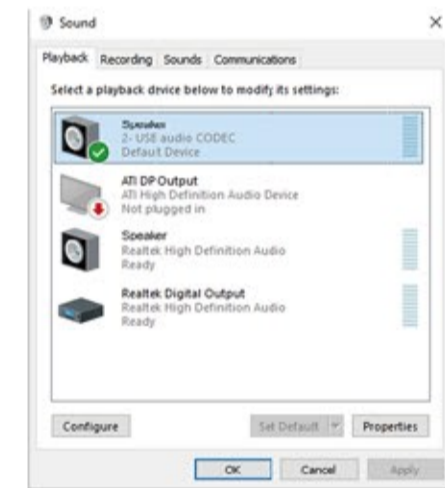 Sound
Playback Recording Sounds Communications
Select a playback device below to modify its settings:
Speaker
2- USB audio CODEC
Default Device
ATI DP Output
ATI High Definition Audio Device
Not plugged in
Speaker
Realtek High Definition Audio
Ready
Realtek Digital Output
Realtek High Definition Audio
Ready
Configure Set Default Properties
OK Cancel Apply